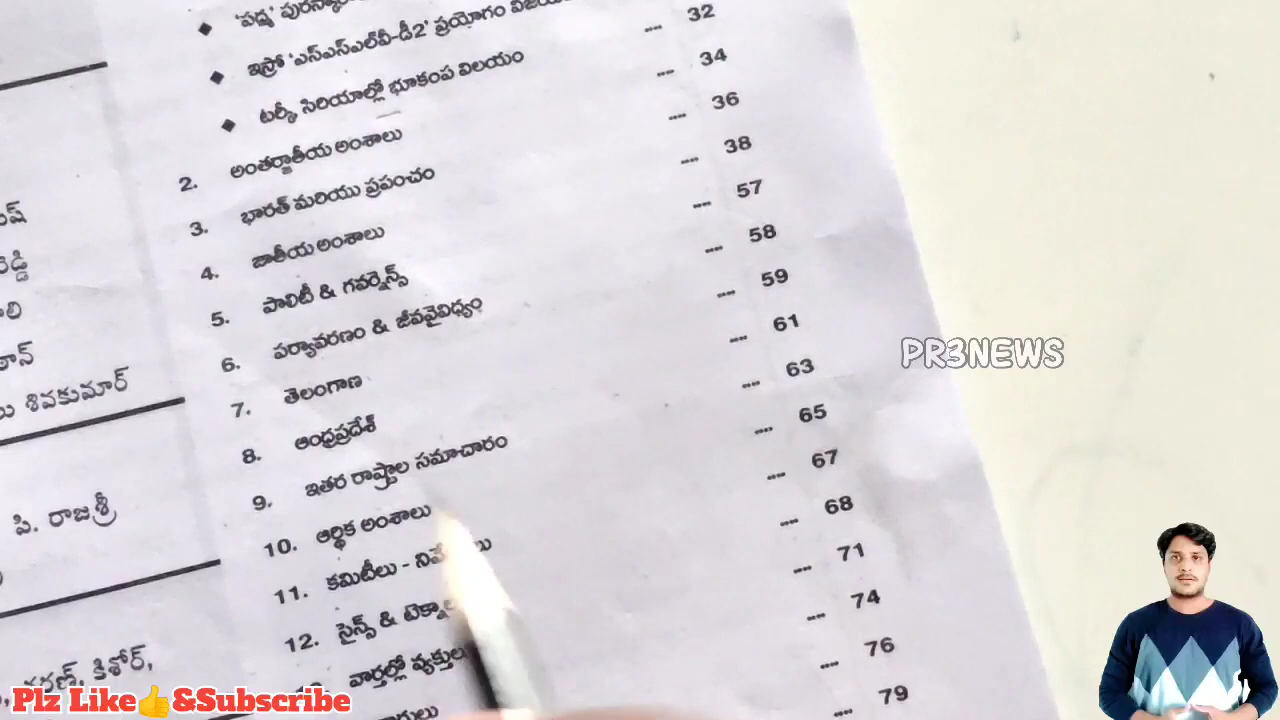 ◆ 'పద్మ'
◆ ఇస్రో 'ఎస్ఎస్ఎల్‌వీ-డీ2' ప్రయోగం --- 32
◆ టర్కీ, సిరియాల్లో భూకంప విలయం --- 34
2. అంతర్జాతీయ అంశాలు --- 36
3. భారత్ మరియు ప్రపంచం --- 38
4. జాతీయ అంశాలు --- 57
5. పాలిటీ & గవర్నెన్స్ --- 58
6. పర్యావరణం & జీవవైవిధ్యం --- 59
7. తెలంగాణ --- 61
8. ఆంధ్రప్రదేశ్ --- 63
9. ఇతర రాష్ట్రాల సమాచారం --- 65
10. ఆర్థిక అంశాలు --- 67
11. కమిటీలు - --- 68
12. సైన్స్ & --- 71
వార్తల్లో --- 74
--- 76
--- 79
శివకుమార్
పి. రాజశ్రీ
కిశోర్,
PR3NEWS
Plz Like👍&Subscribe